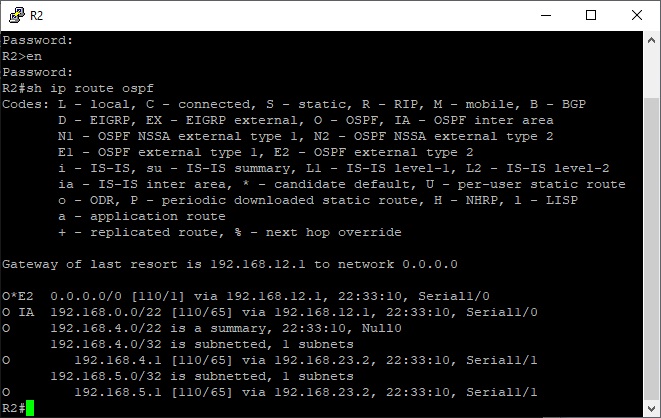 R2
Password:
R2>en
Password:
R2#sh ip route ospf
Codes: L - local, C - connected, S - static, R - RIP, M - mobile, B - BGP
       D - EIGRP, EX - EIGRP external, O - OSPF, IA - OSPF inter area
       N1 - OSPF NSSA external type 1, N2 - OSPF NSSA external type 2
       E1 - OSPF external type 1, E2 - OSPF external type 2
       i - IS-IS, su - IS-IS summary, L1 - IS-IS level-1, L2 - IS-IS level-2
       ia - IS-IS inter area, * - candidate default, U - per-user static route
       o - ODR, P - periodic downloaded static route, H - NHRP, l - LISP
       a - application route
       + - replicated route, % - next hop override
Gateway of last resort is 192.168.12.1 to network 0.0.0.0
O*E2  0.0.0.0/0 [110/1] via 192.168.12.1, 22:33:10, Serial1/0
O IA  192.168.0.0/22 [110/65] via 192.168.12.1, 22:33:10, Serial1/0
O     192.168.4.0/22 is a summary, 22:33:10, Null0
      192.168.4.0/32 is subnetted, 1 subnets
O        192.168.4.1 [110/65] via 192.168.23.2, 22:33:10, Serial1/1
      192.168.5.0/32 is subnetted, 1 subnets
O        192.168.5.1 [110/65] via 192.168.23.2, 22:33:10, Serial1/1
R2#